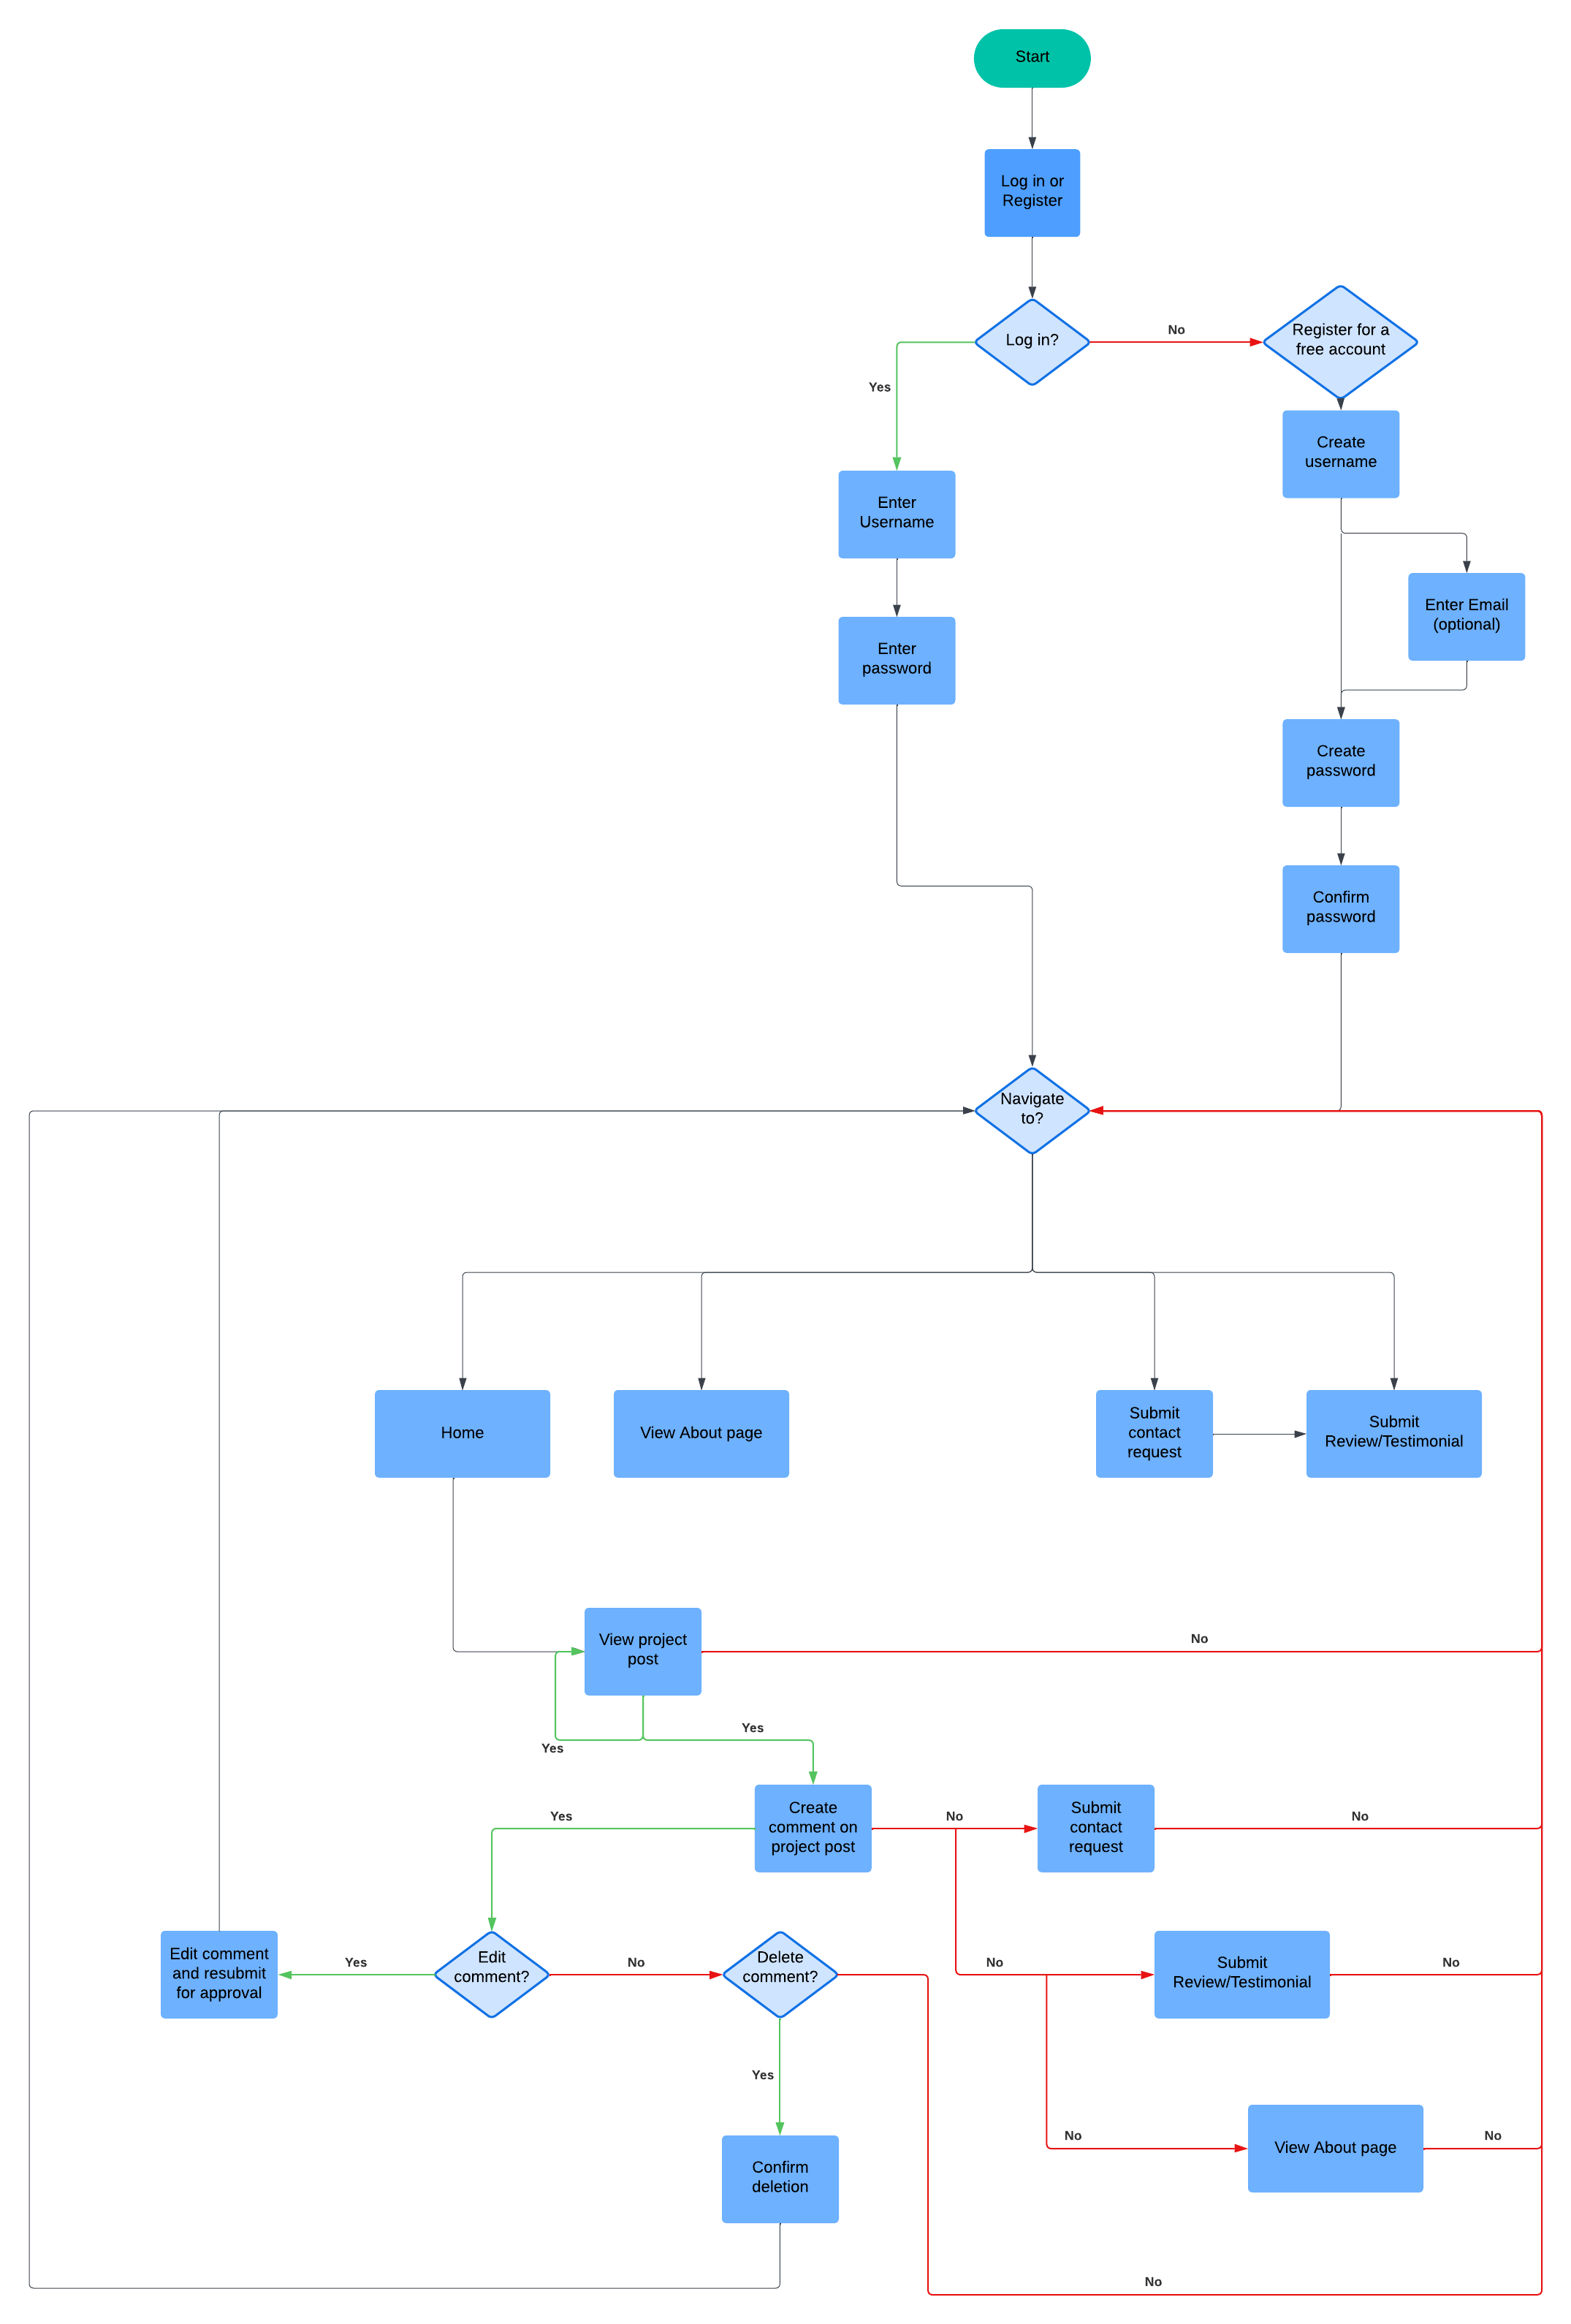 Start
Log in or
Register
Log in?
No
Register for a
free account
Yes
Create
username
Enter
Username
Enter Email
(optional)
Enter
password
Create
password
Confirm
password
Navigate
to?
Home
View About page
Submit
contact
request
Submit
Review/Testimonial
View project
post
No
Yes
Yes
Create
comment on
project post
Yes
No
Submit
contact
request
No
Edit comment
and resubmit
for approval
Yes
Edit
comment?
No
Delete
comment?
No
Submit
Review/Testimonial
No
Yes
No
View About page
No
Confirm
deletion
No